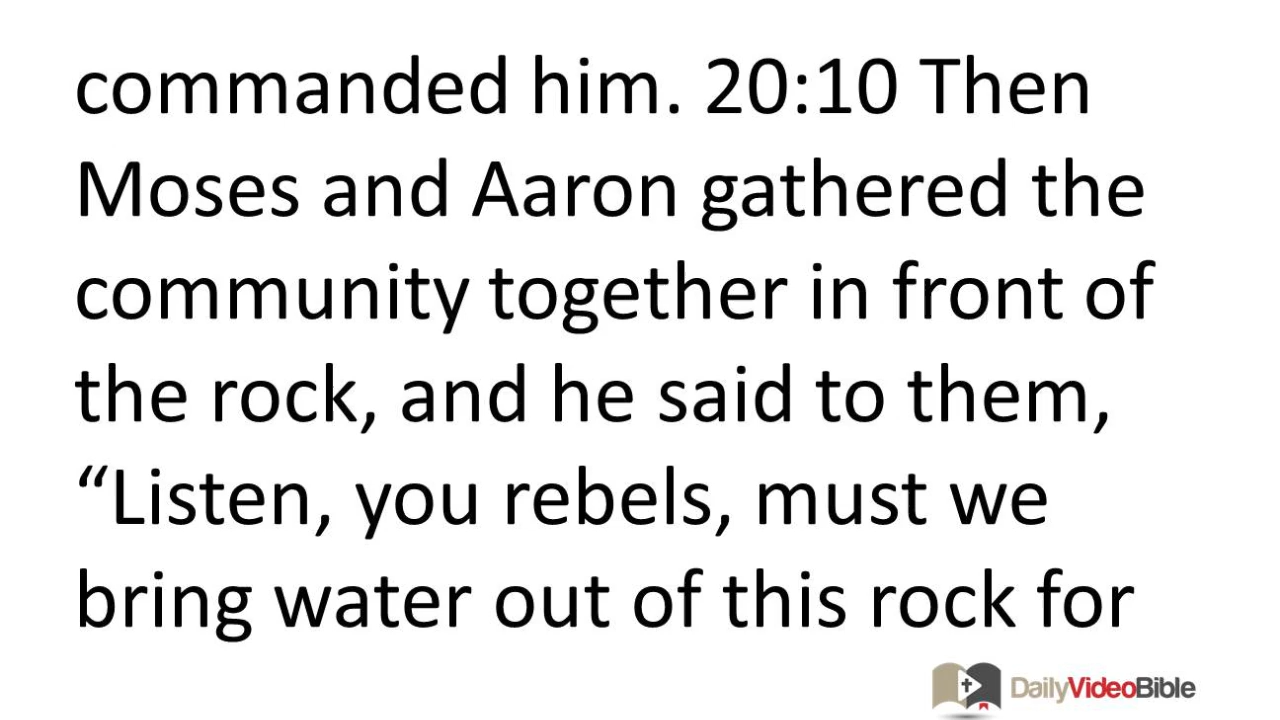 commanded him. 20:10 Then
Moses and Aaron gathered the
community together in front of
the rock, and he said to them,
“Listen, you rebels, must we
bring water out of this rock for
DailyVideoBible